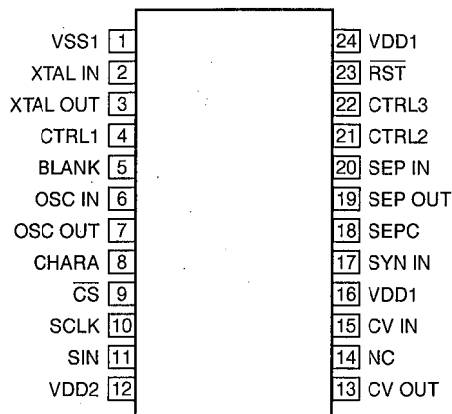 VSS1 1 24 VDD1
XTAL IN 2 23 R̅S̅T̅
XTAL OUT 3 22 CTRL3
CTRL1 4 21 CTRL2
BLANK 5 20 SEP IN
OSC IN 6 19 SEP OUT
OSC OUT 7 18 SEPC
CHARA 8 17 SYN IN
C̅S̅ 9 16 VDD1
SCLK 10 15 CV IN
SIN 11 14 NC
VDD2 12 13 CV OUT